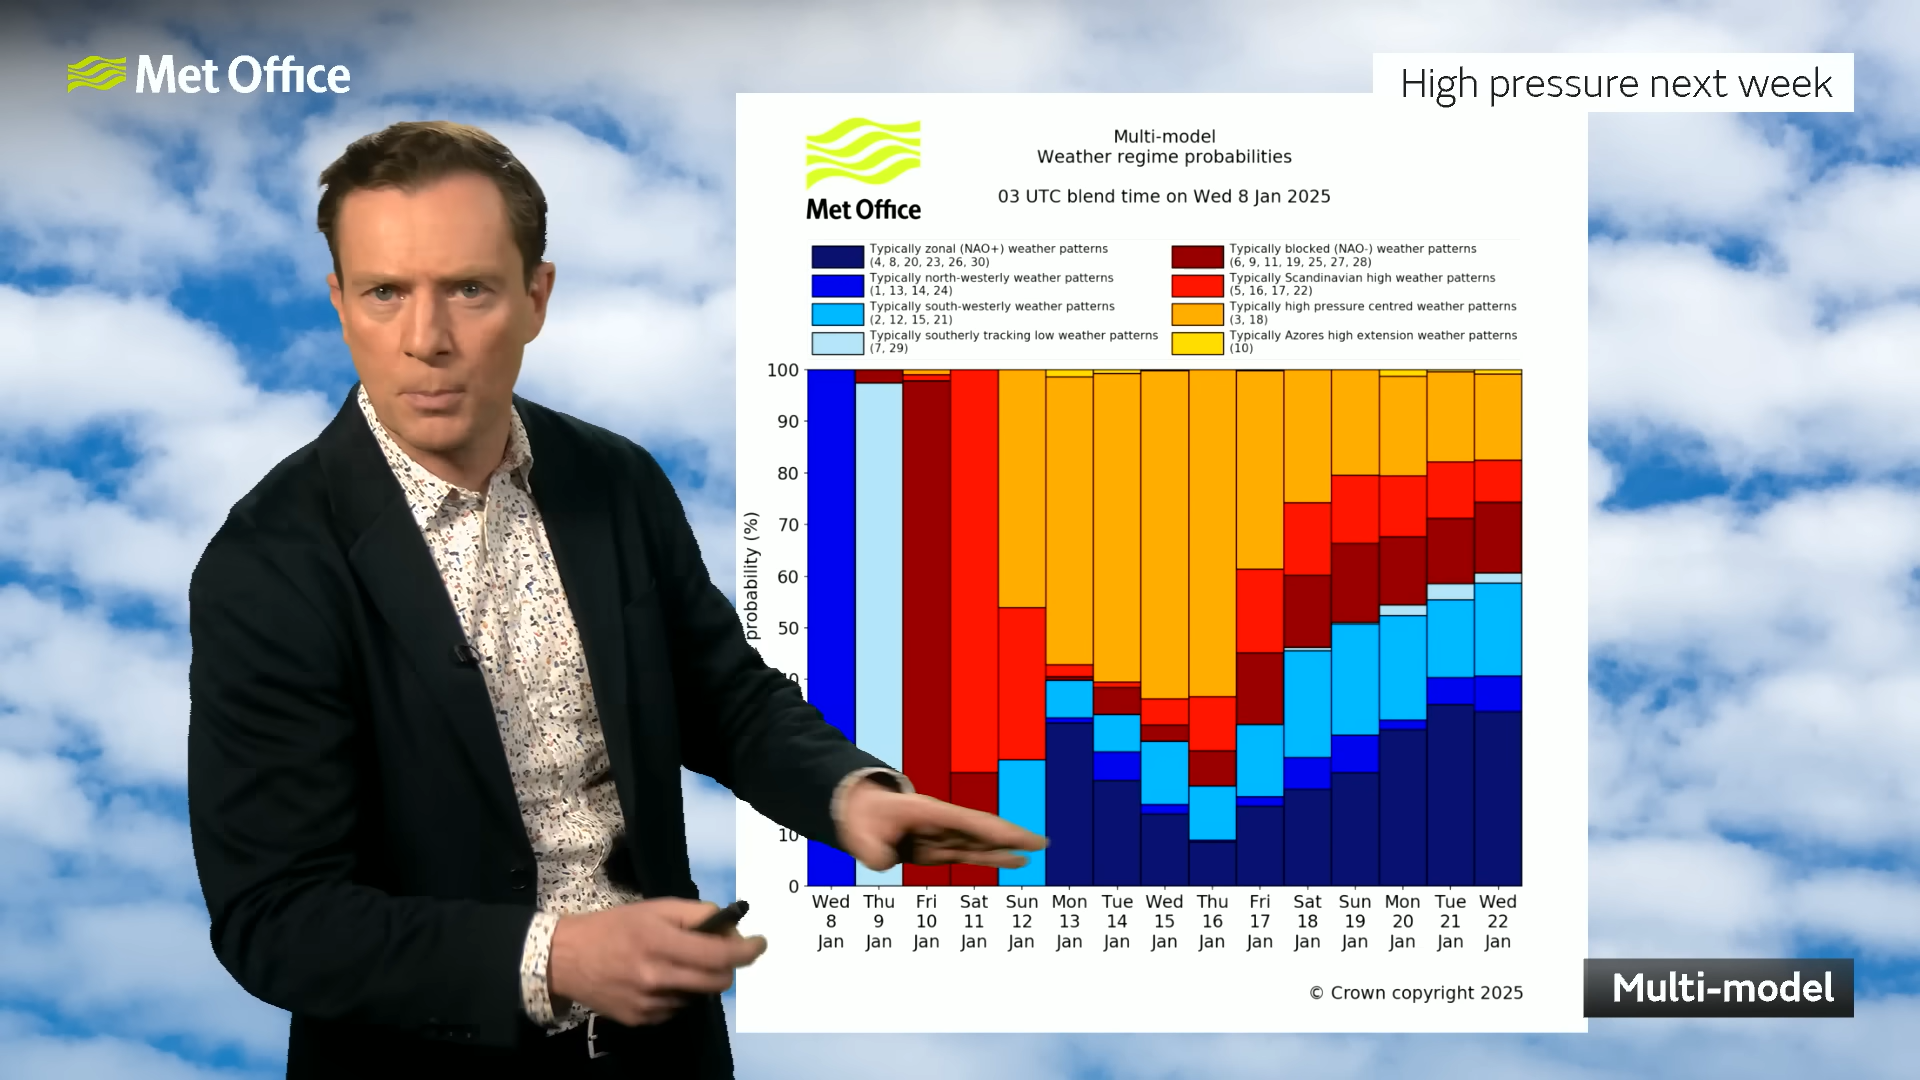 Met Office
High pressure next week
Met Office
Multi-model
Weather regime probabilities
03 UTC blend time on Wed 8 Jan 2025
Typically zonal (NAO+) weather patterns
(4, 8, 20, 23, 26, 30)
Typically north-westerly weather patterns
(1, 13, 14, 24)
Typically south-westerly weather patterns
(2, 12, 15, 21)
Typically southerly tracking low weather patterns
(7, 29)
Typically blocked (NAO-) weather patterns
(6, 9, 11, 19, 25, 27, 28)
Typically Scandinavian high weather patterns
(5, 16, 17, 22)
Typically high pressure centred weather patterns
(3, 18)
Typically Azores high extension weather patterns
(10)
probability (%)
100
90
80
70
60
50
10
0
Wed Thu Fri Sat Sun Mon Tue Wed Thu Fri Sat Sun Mon Tue Wed
8 9 10 11 12 13 14 15 16 17 18 19 20 21 22
Jan Jan Jan Jan Jan Jan Jan Jan Jan Jan Jan Jan Jan Jan Jan
© Crown copyright 2025
Multi-model